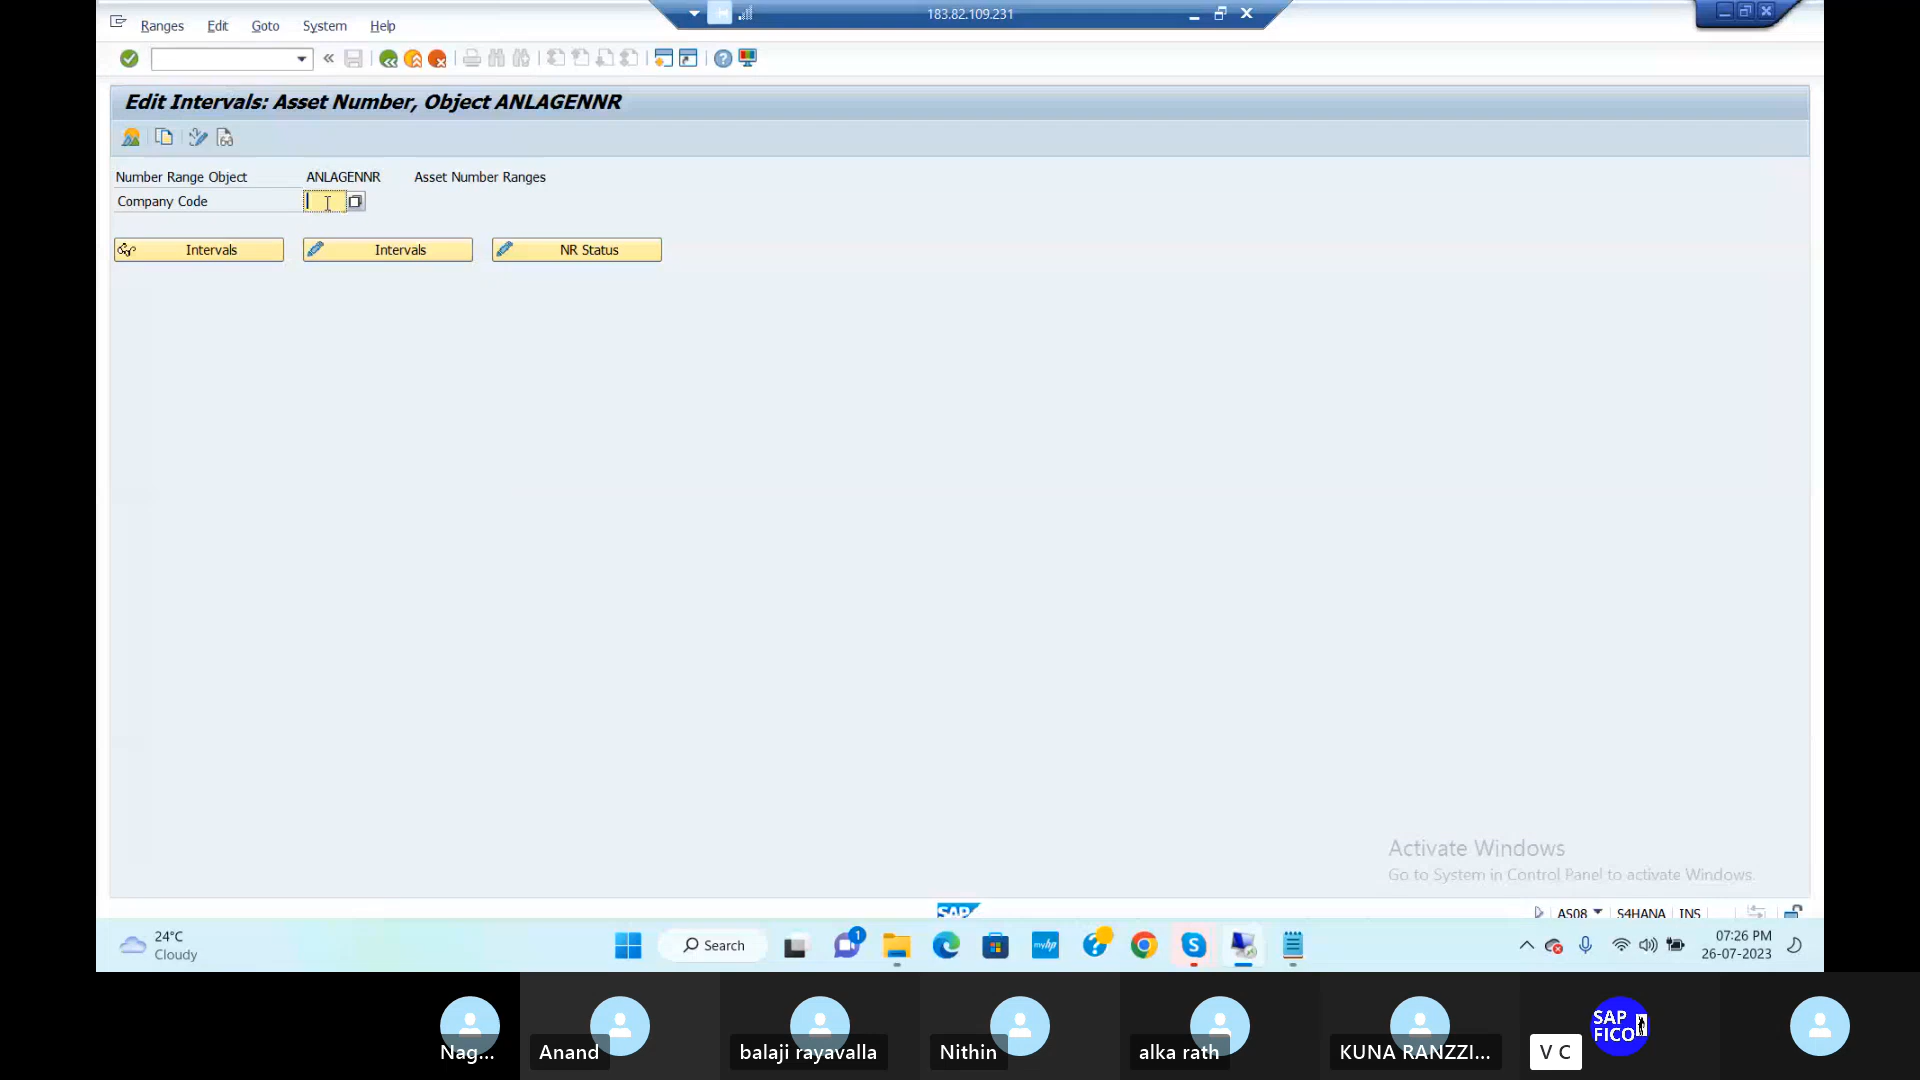 183.82.109.231
Ranges Edit Goto System Help
Edit Intervals: Asset Number, Object ANLAGENNR
Number Range Object ANLAGENNR Asset Number Ranges
Company Code
Intervals Intervals NR Status
Activate Windows
Go to System in Control Panel to activate Windows.
SAP AS08 S4HANA INS
24°C
Cloudy
Search
1
myhp
07:26 PM
26-07-2023
SAP
FICO
Nag... Anand balaji rayavalla Nithin alka rath KUNA RANZZI... V C